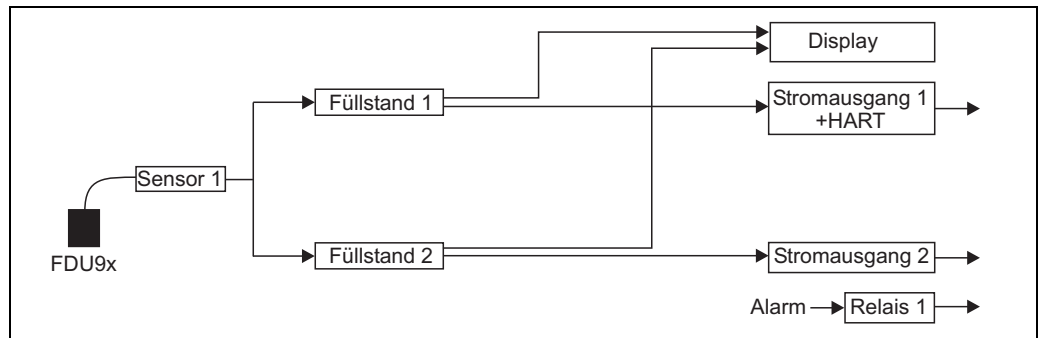 Display
Füllstand 1
Stromausgang 1
+HART
Sensor 1
FDU9x
Füllstand 2
Stromausgang 2
Alarm
Relais 1